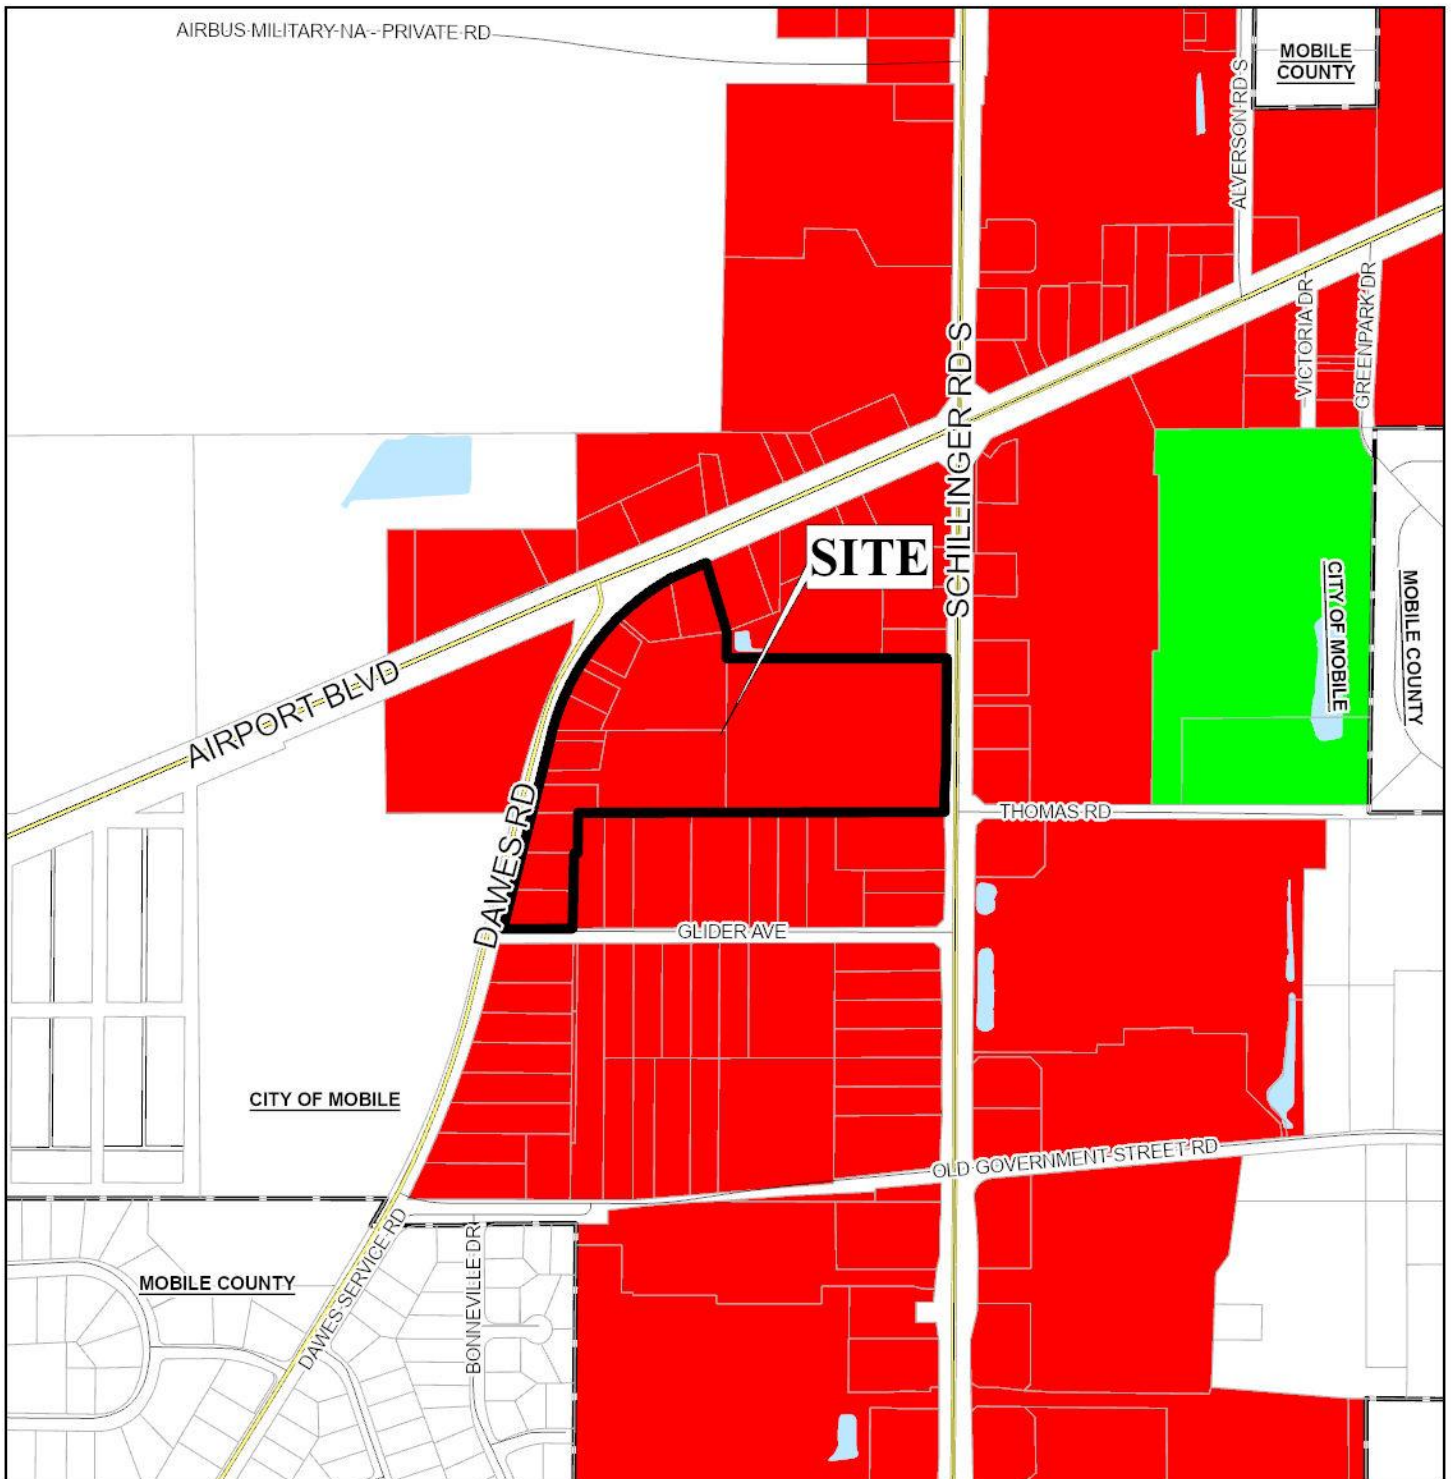 AIRBUS-MILITARY-NA--PRIVATE-RD
MOBILE
COUNTY
ALVERSON-RD-S
VICTORIA-DR
GREENPARK-DR
SCHILLINGER RD-S
SITE
CITY OF MOBILE
MOBILE COUNTY
AIRPORT-BLVD
DAWES-RD
THOMAS-RD
GLIDER-AVE
CITY OF MOBILE
OLD-GOVERNMENT-STREET-RD
MOBILE COUNTY
DAWES-SERVICE-RD
BONNEVILLE-DR